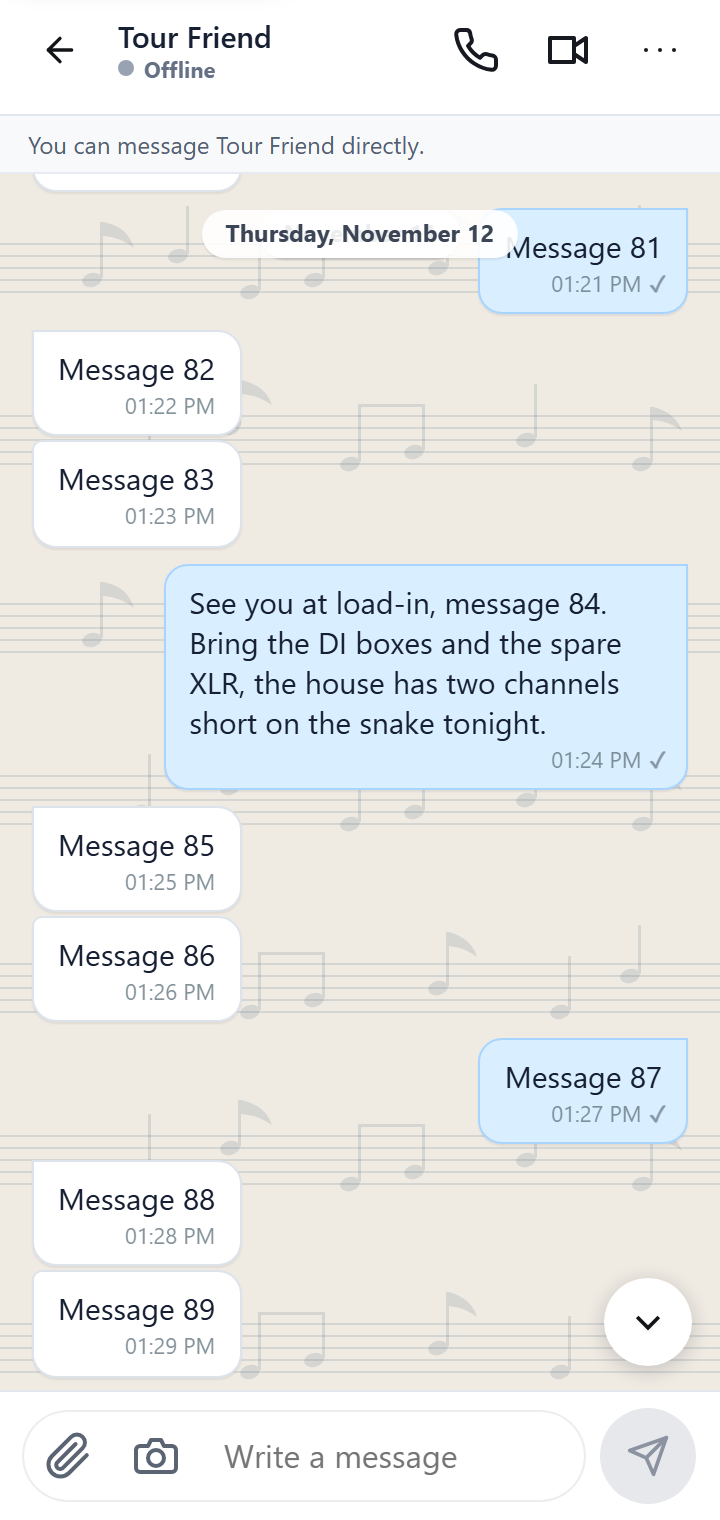 Tour Friend
Offline
You can message Tour Friend directly.
Thursday, November 12
Message 81
01:21 PM ✓
Message 82
01:22 PM
Message 83
01:23 PM
See you at load-in, message 84.
Bring the DI boxes and the spare
XLR, the house has two channels
short on the snake tonight.
01:24 PM ✓
Message 85
01:25 PM
Message 86
01:26 PM
Message 87
01:27 PM ✓
Message 88
01:28 PM
Message 89
01:29 PM
Write a message